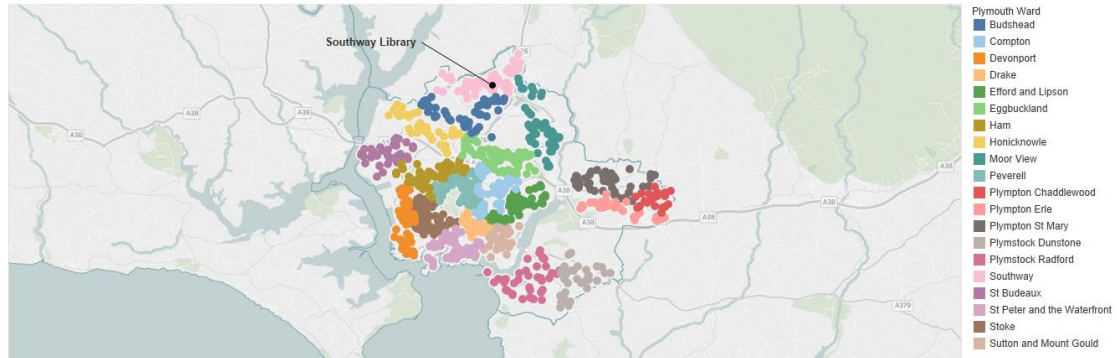 Plymouth Ward
Southway Library
Budshead
Compton
Devonport
Drake
Efford and Lipson
Eggbuckland
Ham
Honicknowle
Moor View
Peverell
Plympton Chaddlewood
Plympton Erle
Plympton St Mary
Plymstock Dunstone
Plymstock Radford
Southway
St Budeaux
St Peter and the Waterfront
Stoke
Sutton and Mount Gould
A38
A38
A38
A38
A38
A38
A379